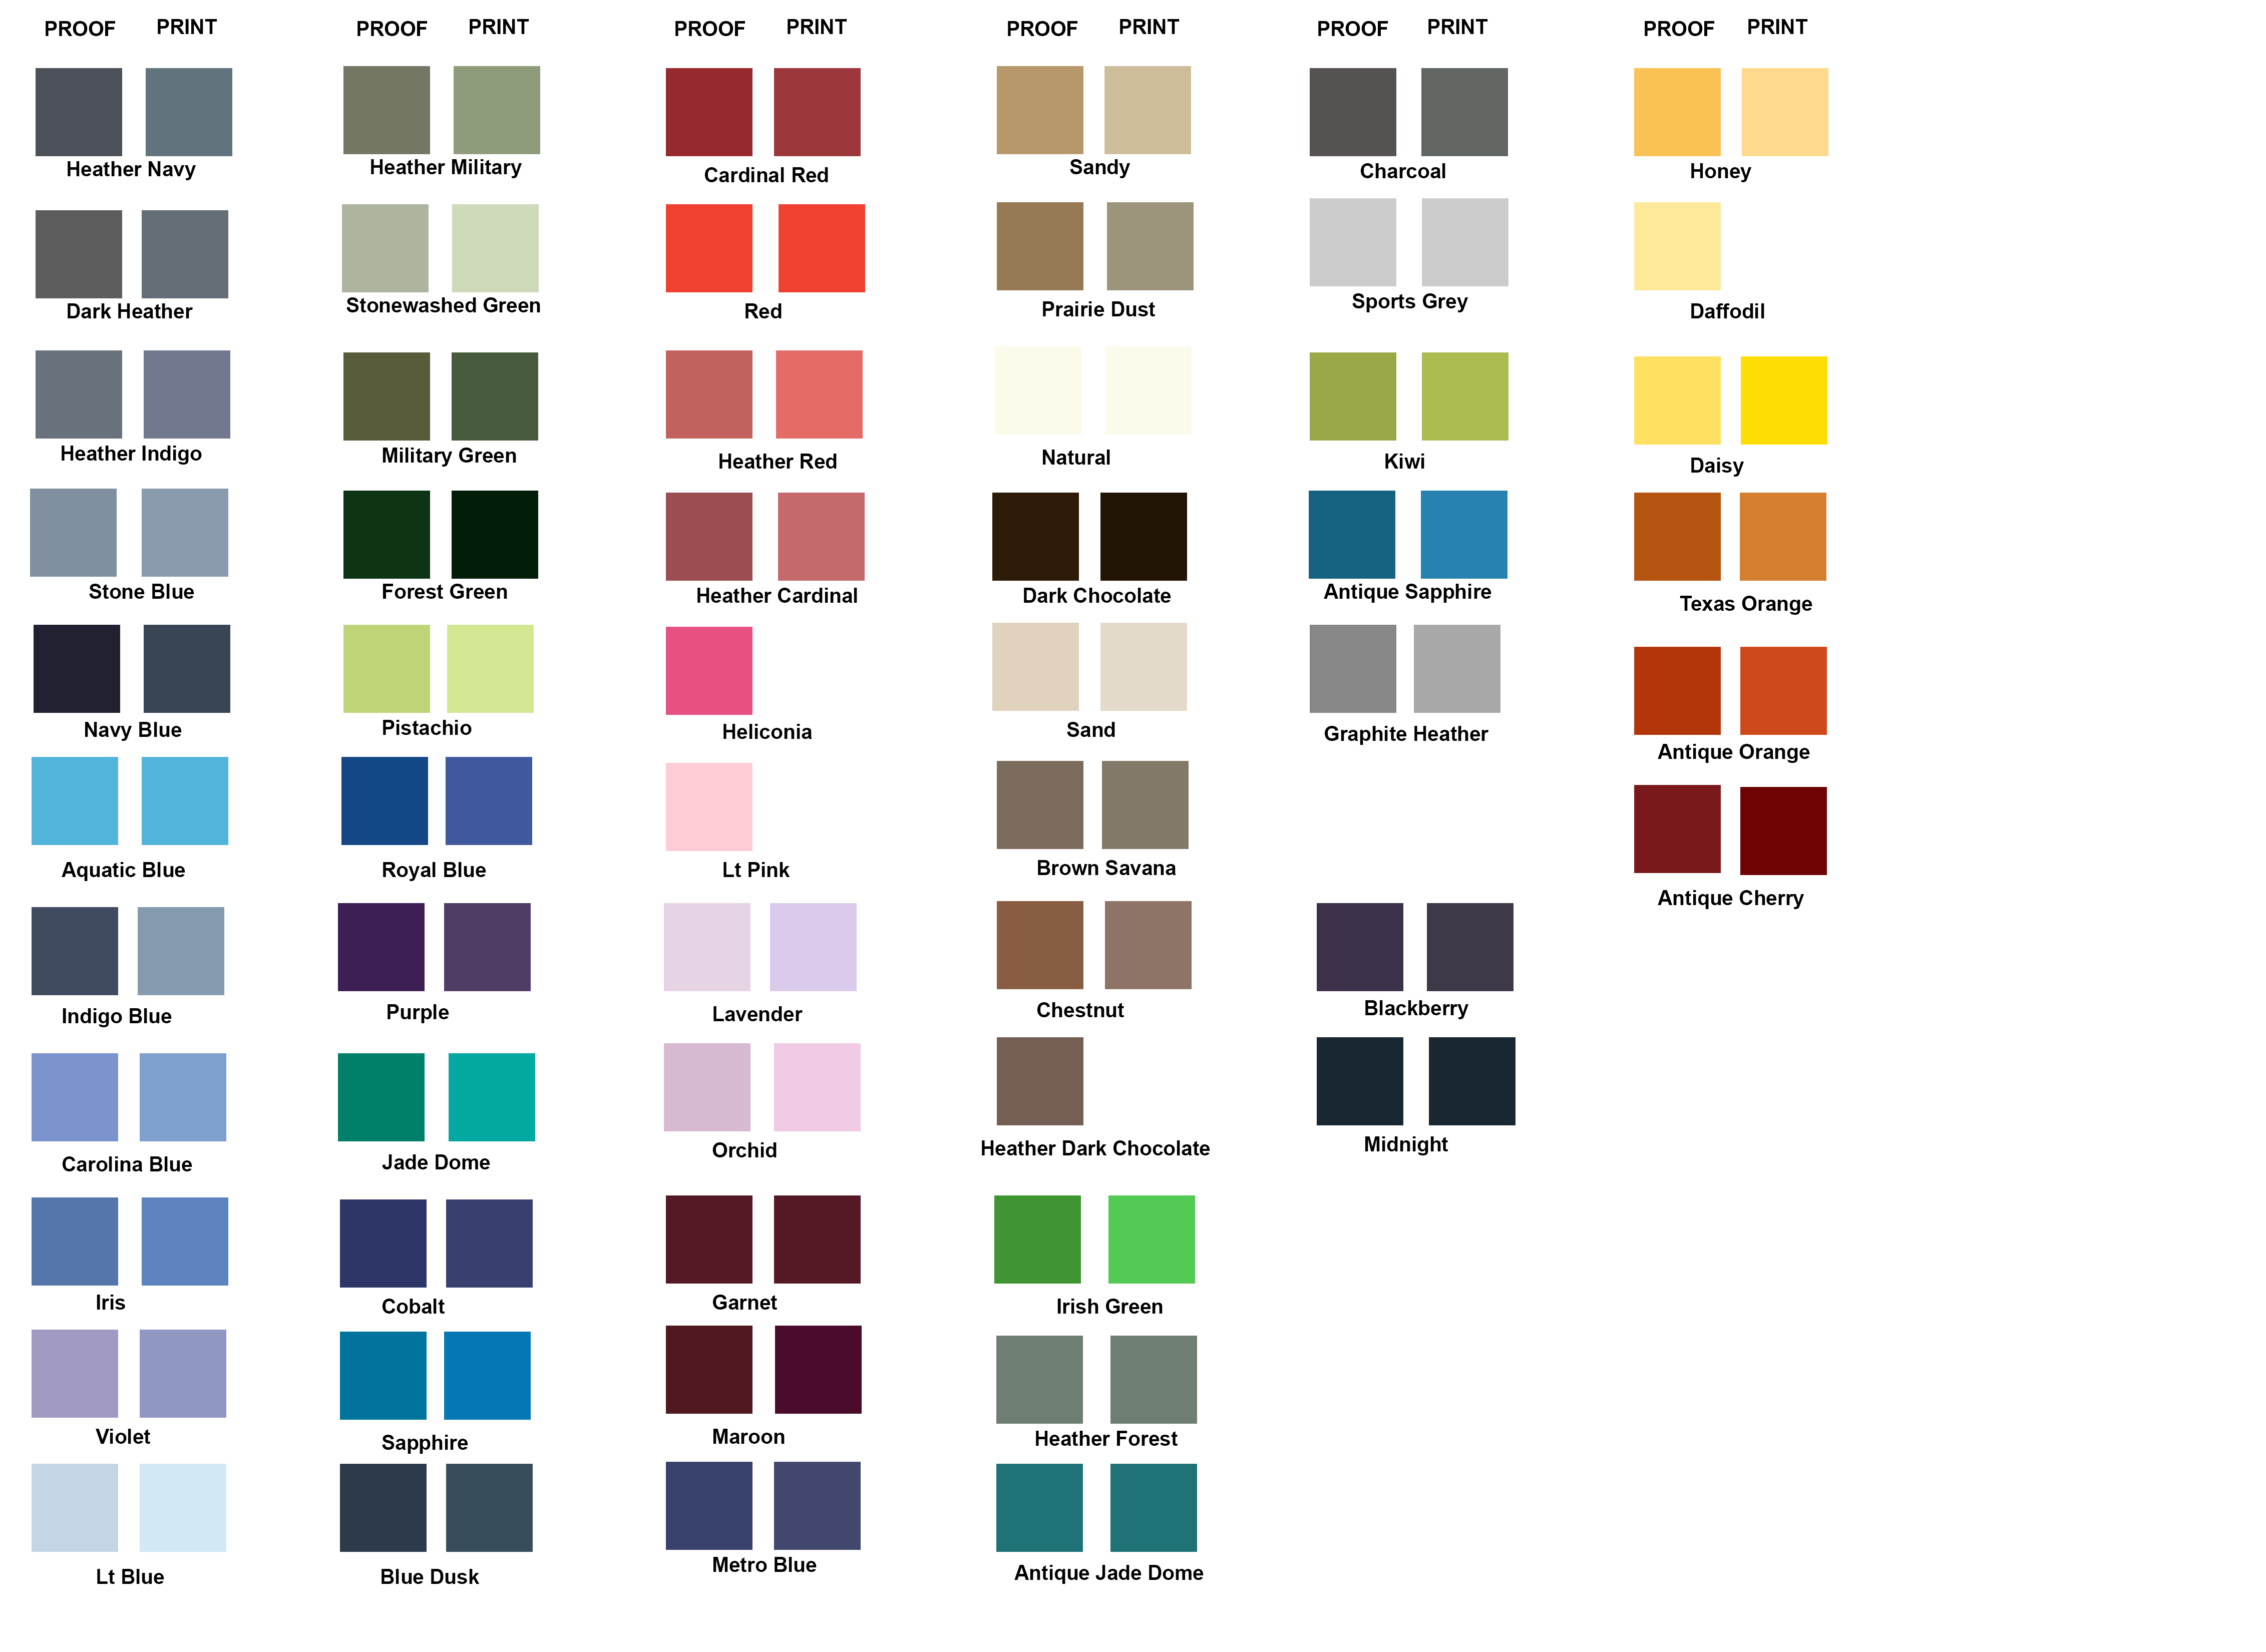 PROOF PRINT
Heather Navy
Dark Heather
Heather Indigo
Stone Blue
Navy Blue
Aquatic Blue
Indigo Blue
Carolina Blue
Iris
Violet
Lt Blue
PROOF PRINT
Heather Military
Stonewashed Green
Military Green
Forest Green
Pistachio
Royal Blue
Purple
Jade Dome
Cobalt
Sapphire
Blue Dusk
PROOF PRINT
Cardinal Red
Red
Heather Red
Heather Cardinal
Heliconia
Lt Pink
Lavender
Orchid
Garnet
Maroon
Metro Blue
PROOF PRINT
Sandy
Prairie Dust
Natural
Dark Chocolate
Sand
Brown Savana
Chestnut
Heather Dark Chocolate
Irish Green
Heather Forest
Antique Jade Dome
PROOF PRINT
Charcoal
Sports Grey
Kiwi
Antique Sapphire
Graphite Heather
Blackberry
Midnight
PROOF PRINT
Honey
Daffodil
Daisy
Texas Orange
Antique Orange
Antique Cherry